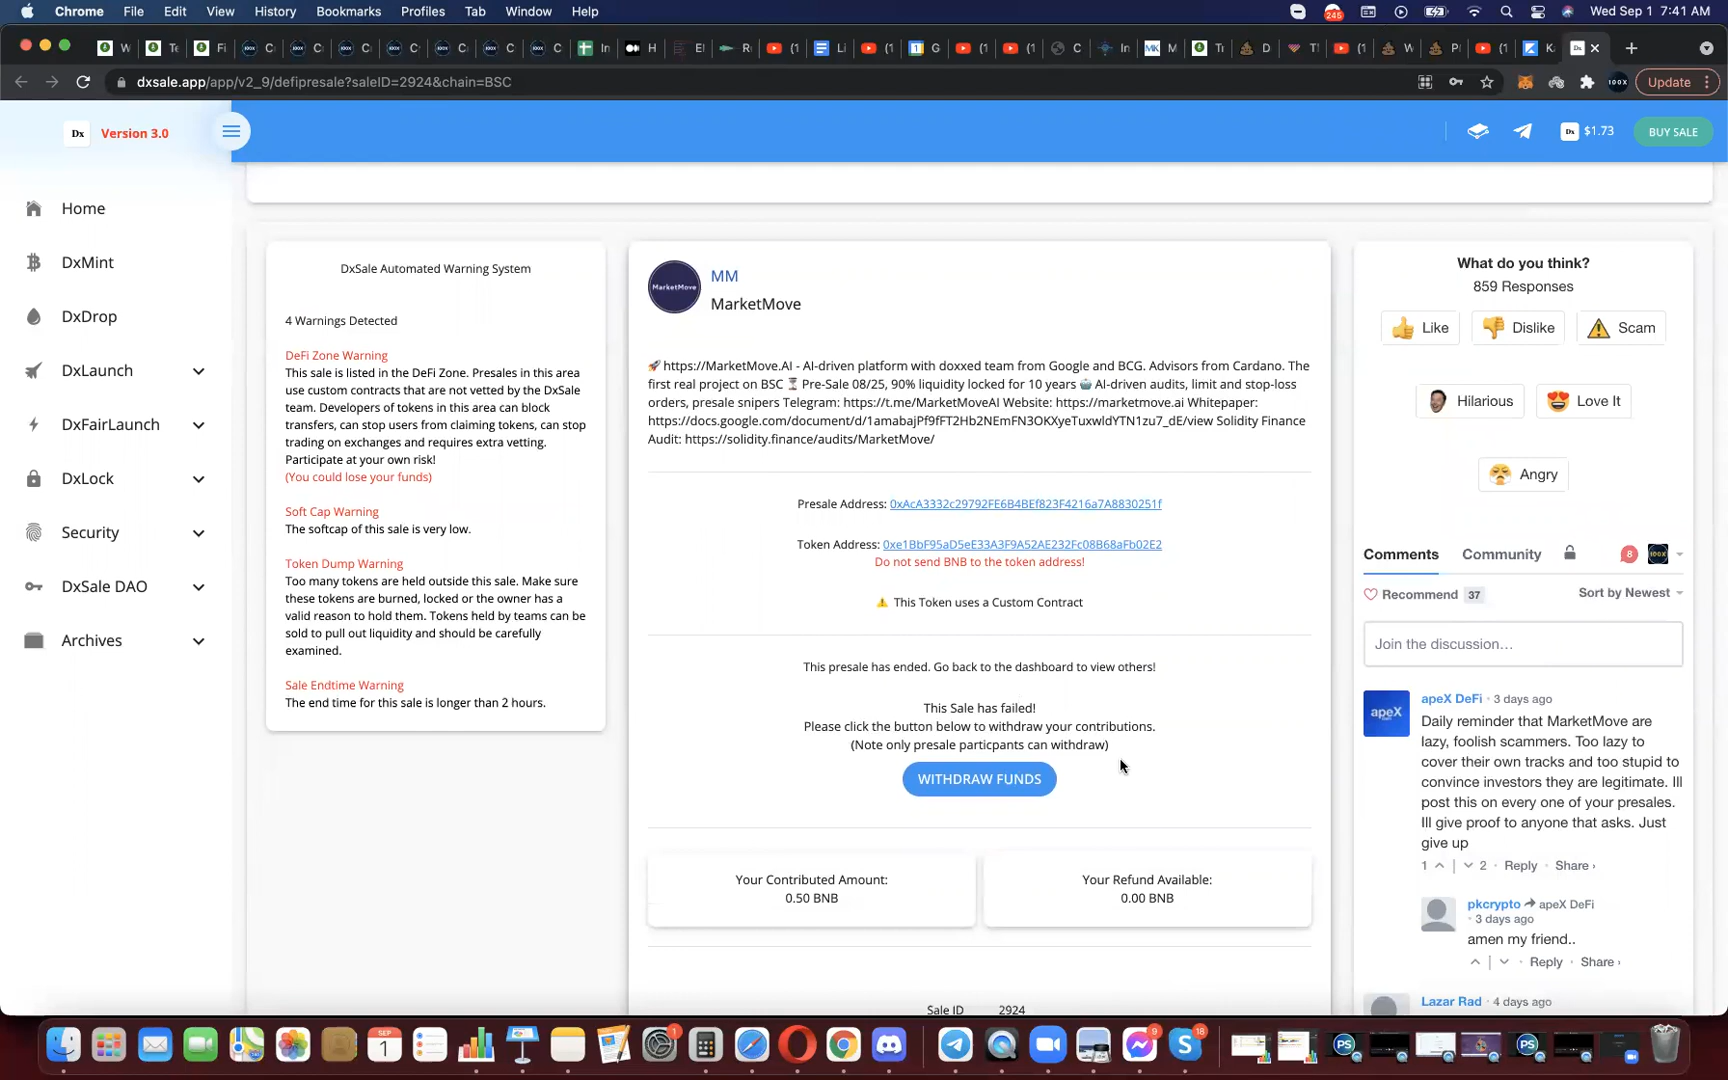 Chrome File Edit View History Bookmarks Profiles Tab Window Help
245
Wed Sep 1 7:41 AM
dxsale.app/app/v2_9/defipresale?saleID=2924&chain=BSC
Update
Dx Version 3.0
Dx $1.73
BUY SALE
Home
DxMint
DxDrop
DxLaunch
DxFairLaunch
DxLock
Security
DxSale DAO
Archives
DxSale Automated Warning System
4 Warnings Detected
DeFi Zone Warning
This sale is listed in the DeFi Zone. Presales in this area
use custom contracts that are not vetted by the DxSale
team. Developers of tokens in this area can block
transfers, can stop users from claiming tokens, can stop
trading on exchanges and requires extra vetting.
Participate at your own risk!
(You could lose your funds)
Soft Cap Warning
The softcap of this sale is very low.
Token Dump Warning
Too many tokens are held outside this sale. Make sure
these tokens are burned, locked or the owner has a
valid reason to hold them. Tokens held by teams can be
sold to pull out liquidity and should be carefully
examined.
Sale Endtime Warning
The end time for this sale is longer than 2 hours.
MarketMove
MM
MarketMove
🚀 https://MarketMove.AI - AI-driven platform with doxxed team from Google and BCG. Advisors from Cardano. The
first real project on BSC ⏳ Pre-Sale 08/25, 90% liquidity locked for 10 years 🤖 AI-driven audits, limit and stop-loss
orders, presale snipers Telegram: https://t.me/MarketMoveAI Website: https://marketmove.ai Whitepaper:
https://docs.google.com/document/d/1amabajPf9fFT2Hb2NEmFN3OKXyeTuxwldYTN1zu7_dE/view Solidity Finance
Audit: https://solidity.finance/audits/MarketMove/
Presale Address: 0xAcA3332c29792FE6B4BEf823F4216a7A8830251f
Token Address: 0xe1BbF95aD5eE33A3F9A52AE232Fc08B68aFb02E2
Do not send BNB to the token address!
⚠️ This Token uses a Custom Contract
This presale has ended. Go back to the dashboard to view others!
This Sale has failed!
Please click the button below to withdraw your contributions.
(Note only presale particpants can withdraw)
WITHDRAW FUNDS
Your Contributed Amount:
0.50 BNB
Your Refund Available:
0.00 BNB
Sale ID 2924
What do you think?
859 Responses
👍 Like
👎 Dislike
⚠️ Scam
Hilarious
😍 Love It
😤 Angry
Comments Community 8
Recommend 37
Sort by Newest
Join the discussion…
apeX
apeX DeFi · 3 days ago
Daily reminder that MarketMove are
lazy, foolish scammers. Too lazy to
cover their own tracks and too stupid to
convince investors they are legitimate. Ill
post this on every one of your presales.
Ill give proof to anyone that asks. Just
give up
1 | 2 Reply Share ›
pkcrypto apeX DeFi
· 3 days ago
amen my friend..
| Reply Share ›
Lazar Rad · 4 days ago
SEP
1
1
9
18
PS
PS